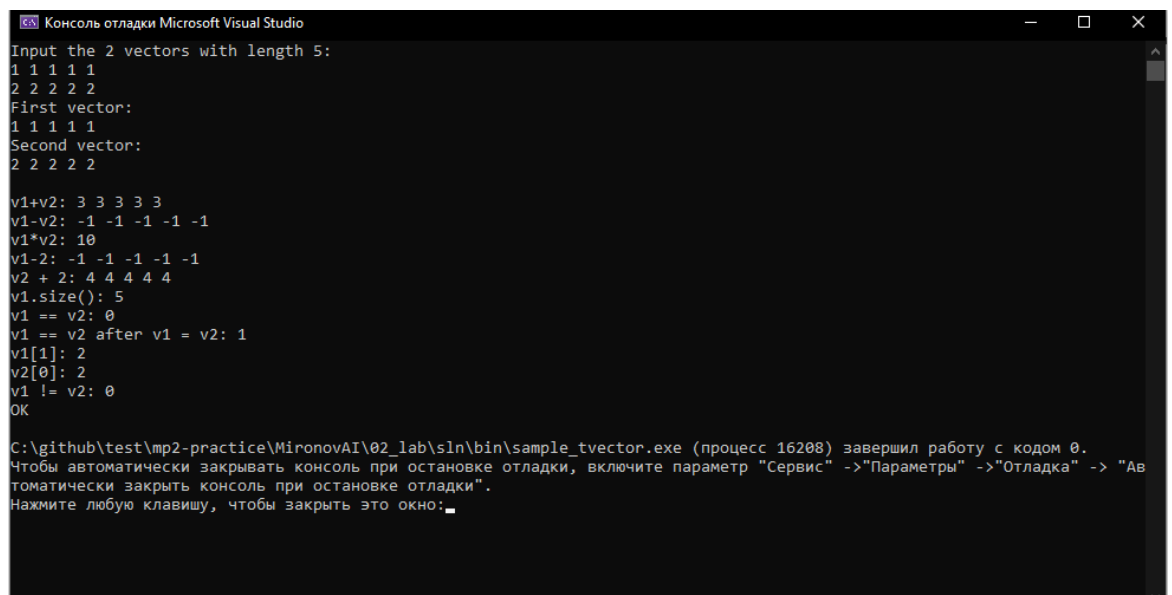 Консоль отладки Microsoft Visual Studio
Input the 2 vectors with length 5:
1 1 1 1 1
2 2 2 2 2
First vector:
1 1 1 1 1
Second vector:
2 2 2 2 2
v1+v2: 3 3 3 3 3
v1-v2: -1 -1 -1 -1 -1
v1*v2: 10
v1-2: -1 -1 -1 -1 -1
v2 + 2: 4 4 4 4 4
v1.size(): 5
v1 == v2: 0
v1 == v2 after v1 = v2: 1
v1[1]: 2
v2[0]: 2
v1 != v2: 0
OK
C:\github\test\mp2-practice\MironovAI\02_lab\sln\bin\sample_tvector.exe (процесс 16208) завершил работу с кодом 0.
Чтобы автоматически закрывать консоль при остановке отладки, включите параметр "Сервис" ->"Параметры" ->"Отладка" -> "Ав
томатически закрыть консоль при остановке отладки".
Нажмите любую клавишу, чтобы закрыть это окно: